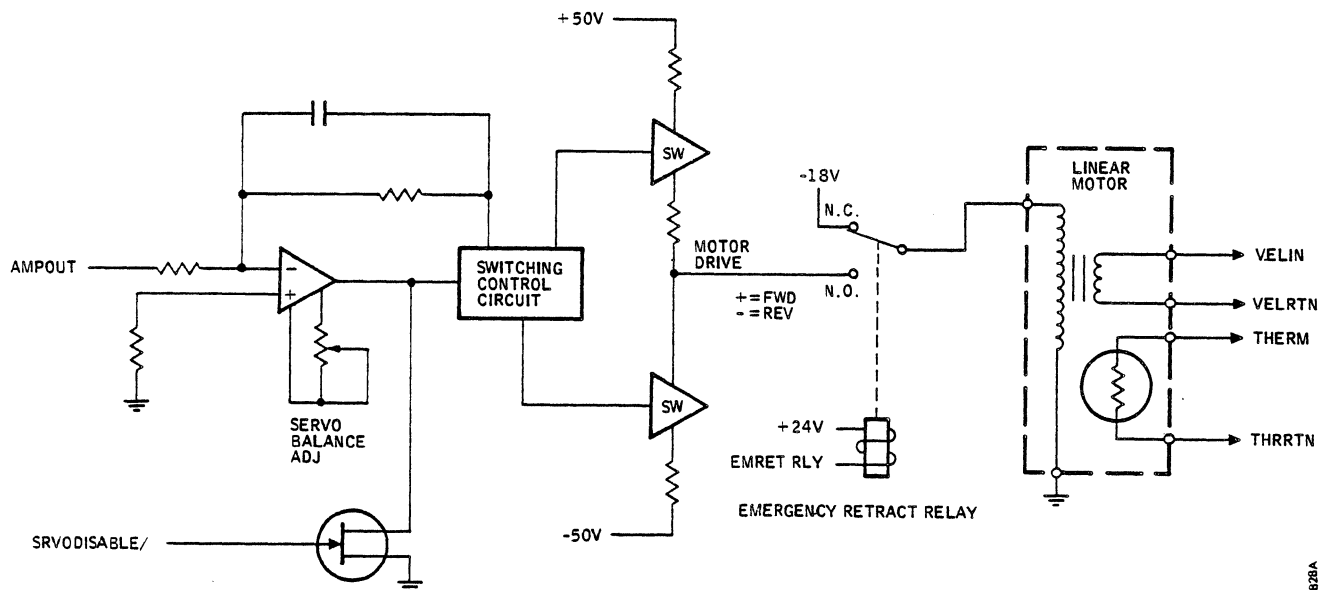 +50V
SW
-18V
N.C.
LINEAR
MOTOR
AMPOUT
-
+
SWITCHING
CONTROL
CIRCUIT
MOTOR
DRIVE
+=FWD
-=REV
N.O.
VELIN
VELRTN
THERM
THRRTN
SERVO
BALANCE
ADJ
SW
+24V
EMRET RLY
EMERGENCY RETRACT RELAY
-50V
SRVODISABLE/
828A